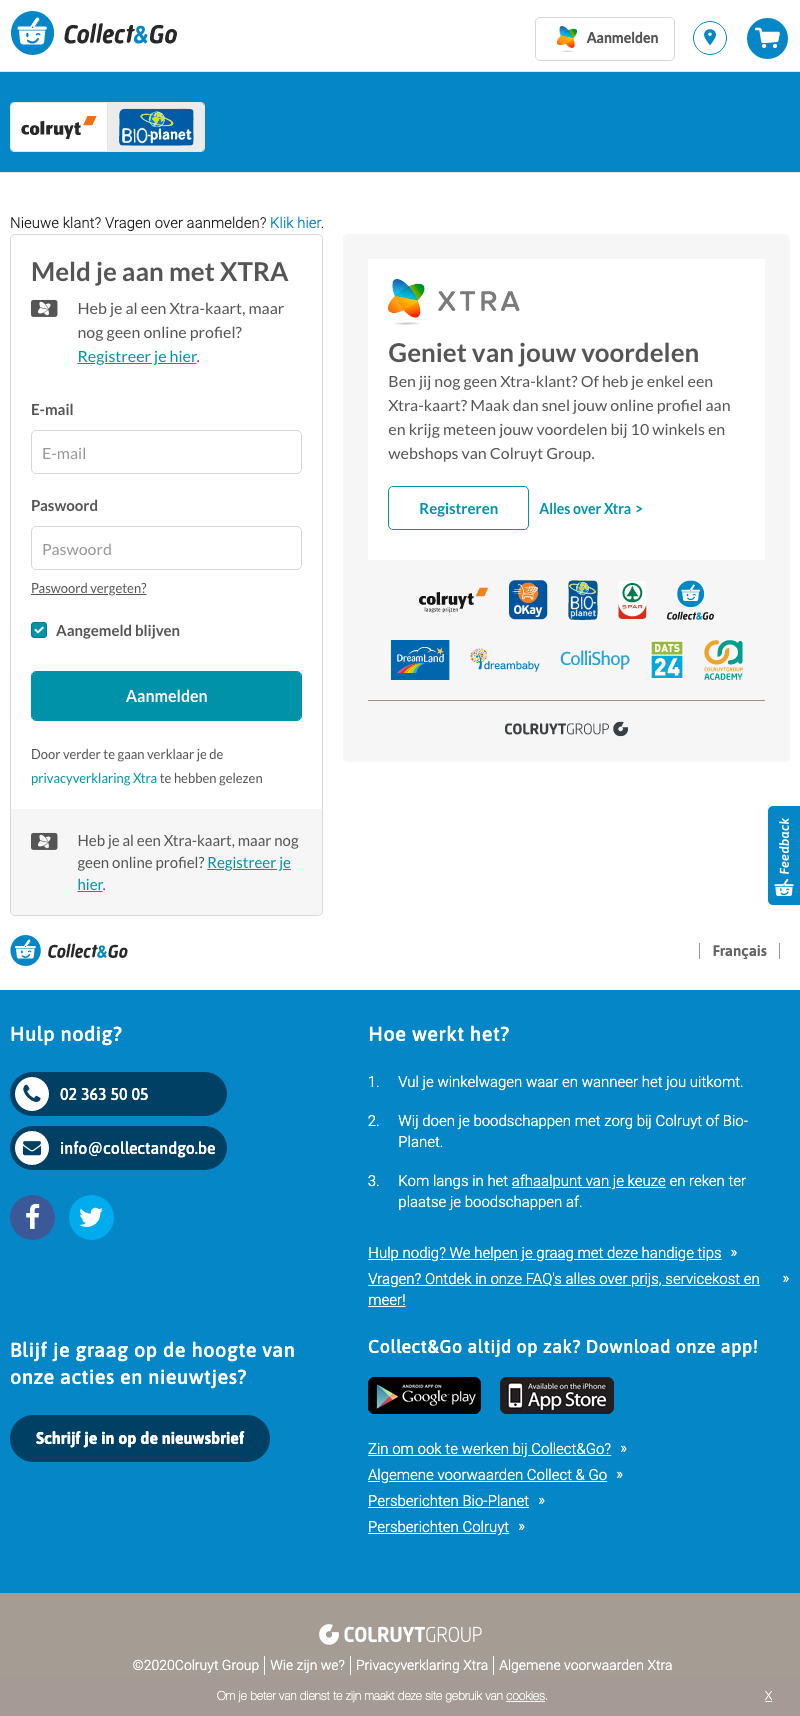 Collect&Go
Aanmelden
colruyt
BIO-planet
Nieuwe klant? Vragen over aanmelden? Klik hier.
Meld je aan met XTRA
Heb je al een Xtra-kaart, maar
nog geen online profiel?
Registreer je hier.
E-mail
E-mail
Paswoord
Paswoord
Paswoord vergeten?
Aangemeld blijven
Aanmelden
Door verder te gaan verklaar je de
privacyverklaring Xtra te hebben gelezen
Heb je al een Xtra-kaart, maar nog
geen online profiel? Registreer je
hier.
XTRA
Geniet van jouw voordelen
Ben jij nog geen Xtra-klant? Of heb je enkel een
Xtra-kaart? Maak dan snel jouw online profiel aan
en krijg meteen jouw voordelen bij 10 winkels en
webshops van Colruyt Group.
Registreren
Alles over Xtra >
colruyt
laagste prijzen
OKay
BIO-planet
SPAR
Collect&Go
DreamLand
dreambaby
ColliShop
DATS 24
COLRUYTGROUP
ACADEMY
COLRUYTGROUP
Feedback
Collect&Go
Français
Hulp nodig?
02 363 50 05
info@collectandgo.be
Hoe werkt het?
1. Vul je winkelwagen waar en wanneer het jou uitkomt.
2. Wij doen je boodschappen met zorg bij Colruyt of Bio-
Planet.
3. Kom langs in het afhaalpunt van je keuze en reken ter
plaatse je boodschappen af.
Hulp nodig? We helpen je graag met deze handige tips »
Vragen? Ontdek in onze FAQ's alles over prijs, servicekost en »
meer!
Blijf je graag op de hoogte van
onze acties en nieuwtjes?
Schrijf je in op de nieuwsbrief
Collect&Go altijd op zak? Download onze app!
ANDROID APP ON
Google play
Available on the iPhone
App Store
Zin om ook te werken bij Collect&Go? »
Algemene voorwaarden Collect & Go »
Persberichten Bio-Planet »
Persberichten Colruyt »
COLRUYTGROUP
©2020Colruyt Group | Wie zijn we? | Privacyverklaring Xtra | Algemene voorwaarden Xtra
Om je beter van dienst te zijn maakt deze site gebruik van cookies.
X